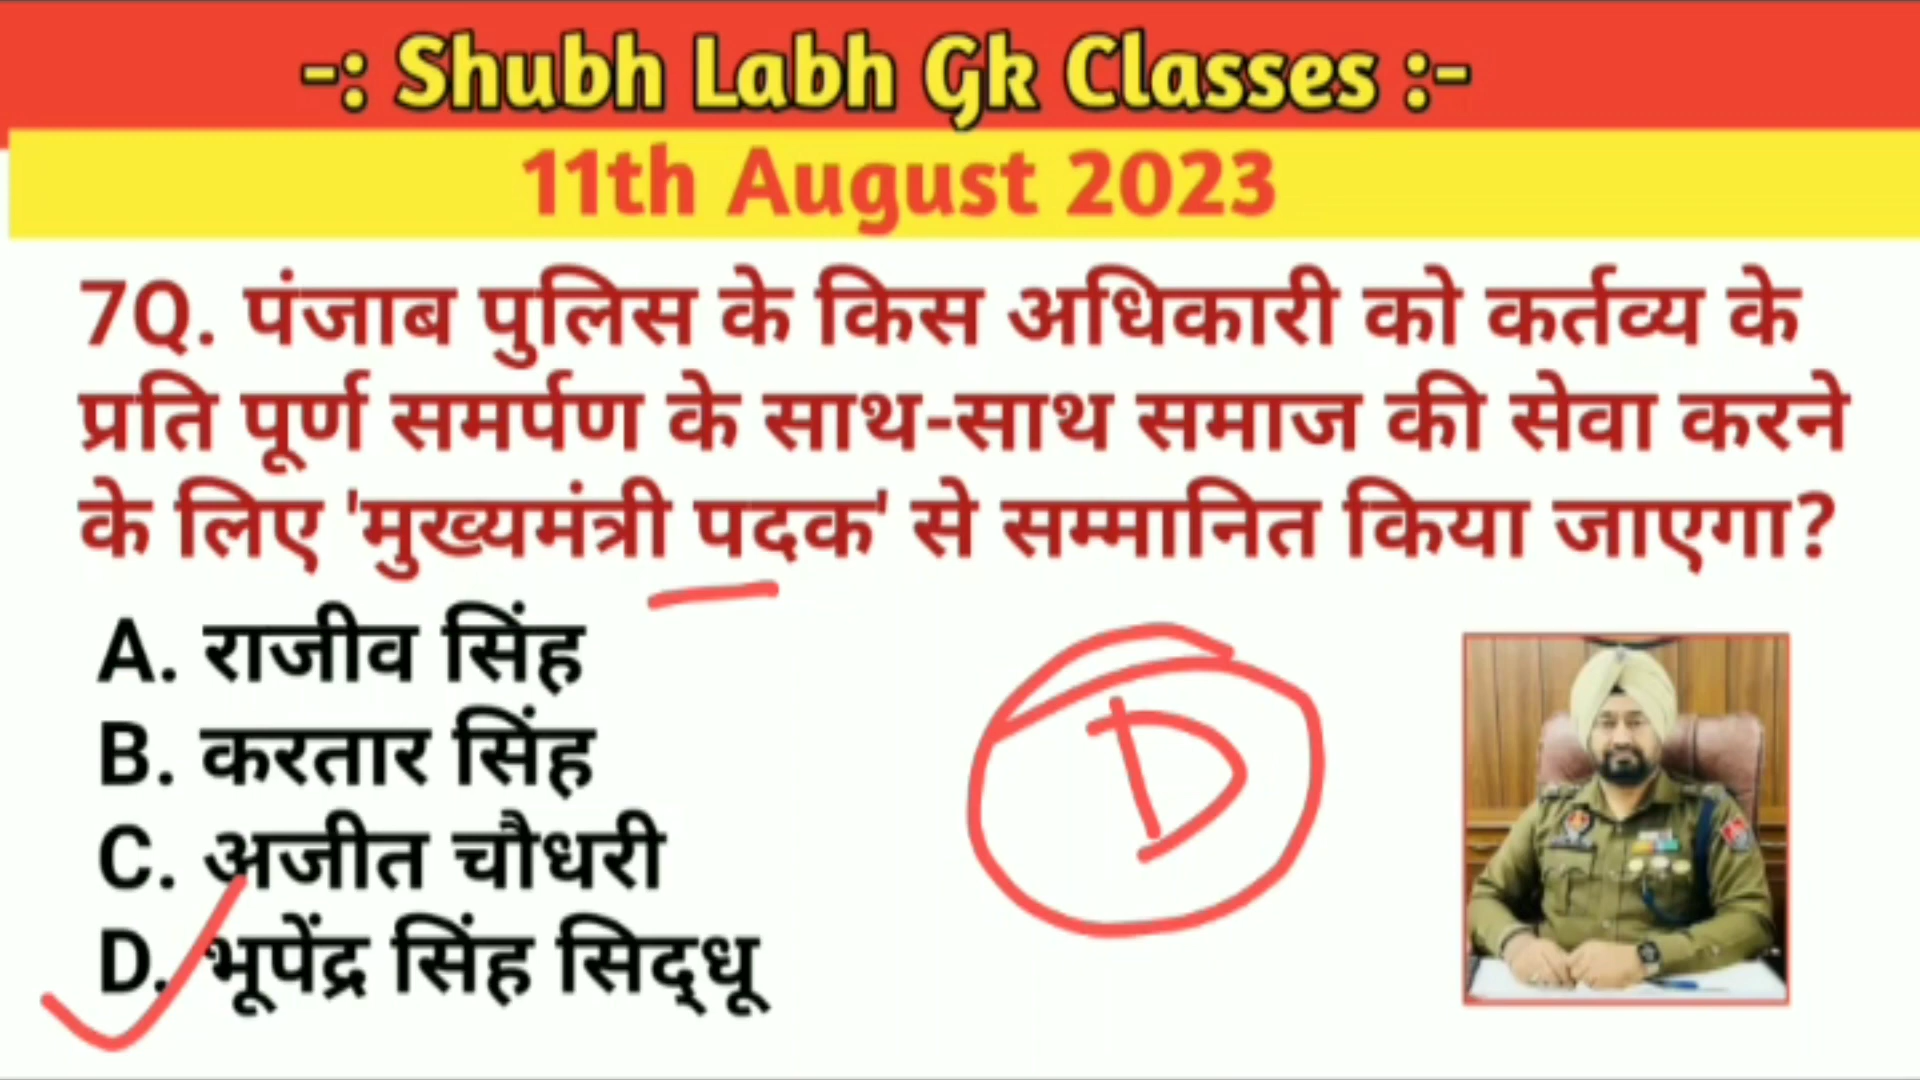 -: Shubh Labh Gk Classes :-
11th August 2023
7Q. पंजाब पुलिस के किस अधिकारी को कर्तव्य के
प्रति पूर्ण समर्पण के साथ-साथ समाज की सेवा करने
के लिए 'मुख्यमंत्री पदक' से सम्मानित किया जाएगा?
A. राजीव सिंह
B. करतार सिंह
C. अजीत चौधरी
D. भूपेंद्र सिंह सिद्धू
D